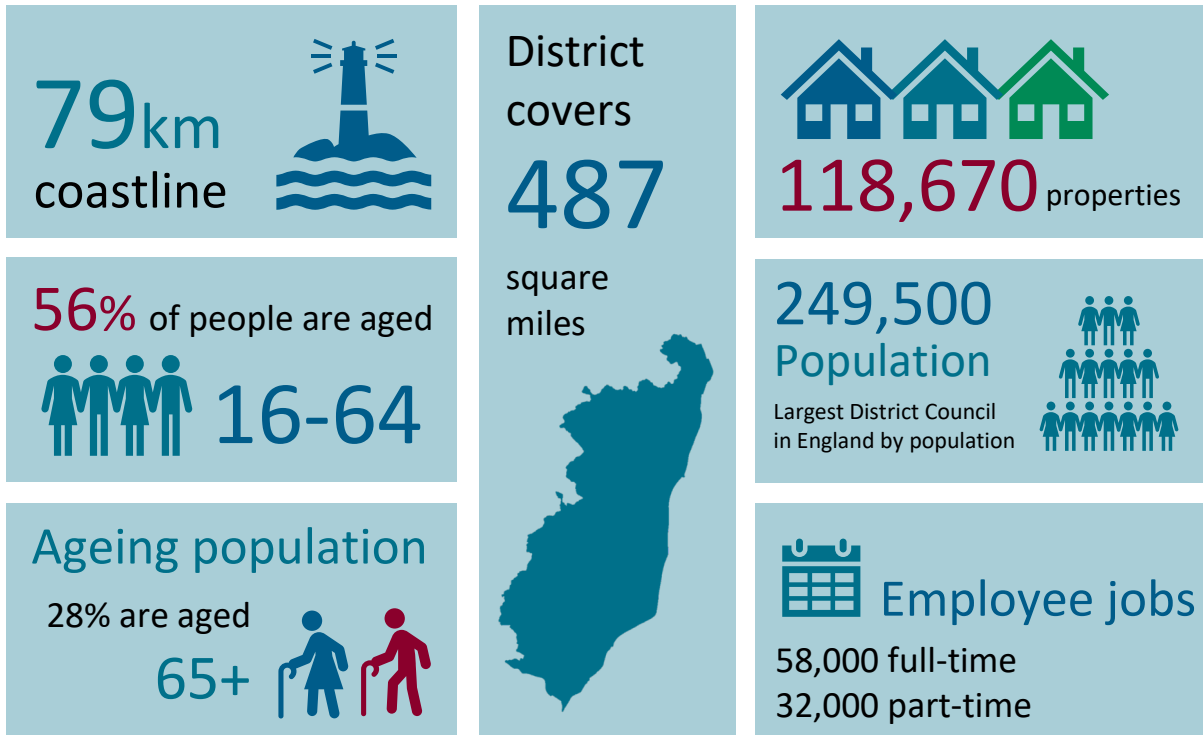 79km
coastline
56% of people are aged
16-64
Ageing population
28% are aged
65+
District
covers
487
square
miles
118,670 properties
249,500
Population
Largest District Council
in England by population
Employee jobs
58,000 full-time
32,000 part-time